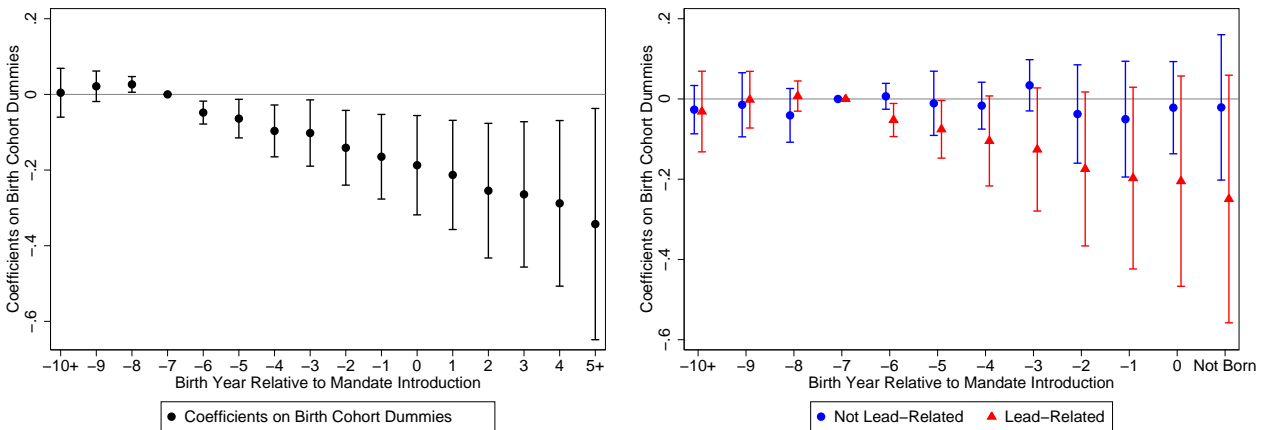 .2
0
-.2
-.4
-.6
Coefficients on Birth Cohort Dummies
-10+ -9 -8 -7 -6 -5 -4 -3 -2 -1 0 1 2 3 4 5+
Birth Year Relative to Mandate Introduction
Coefficients on Birth Cohort Dummies
.2
0
-.2
-.4
-.6
Coefficients on Birth Cohort Dummies
-10+ -9 -8 -7 -6 -5 -4 -3 -2 -1 0 Not Born
Birth Year Relative to Mandate Introduction
Not Lead-Related Lead-Related